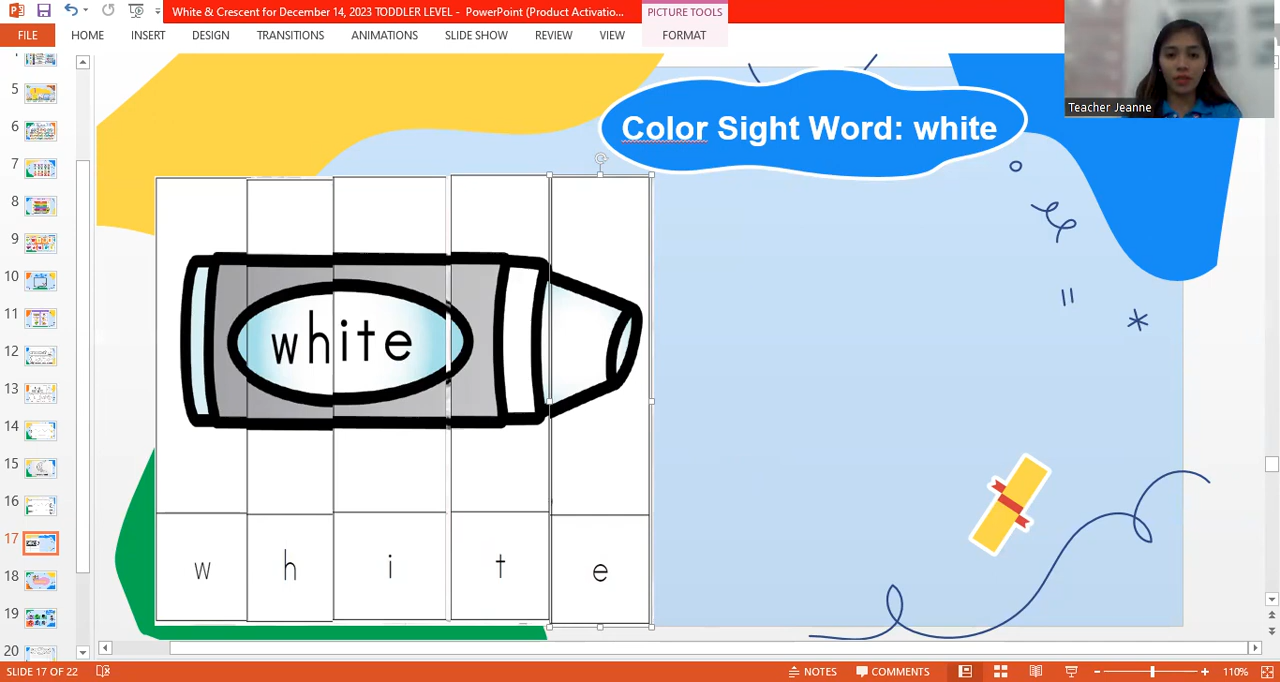 White & Crescent for December 14, 2023 TODDLER LEVEL - PowerPoint (Product Activatio...
PICTURE TOOLS
FILE HOME INSERT DESIGN TRANSITIONS ANIMATIONS SLIDE SHOW REVIEW VIEW FORMAT
Teacher Jeanne
Color Sight Word: white
white
w h i t e
5
6
7
8
9
10
11
12
13
14
15
16
17
18
19
20
SLIDE 17 OF 22
NOTES COMMENTS
110%